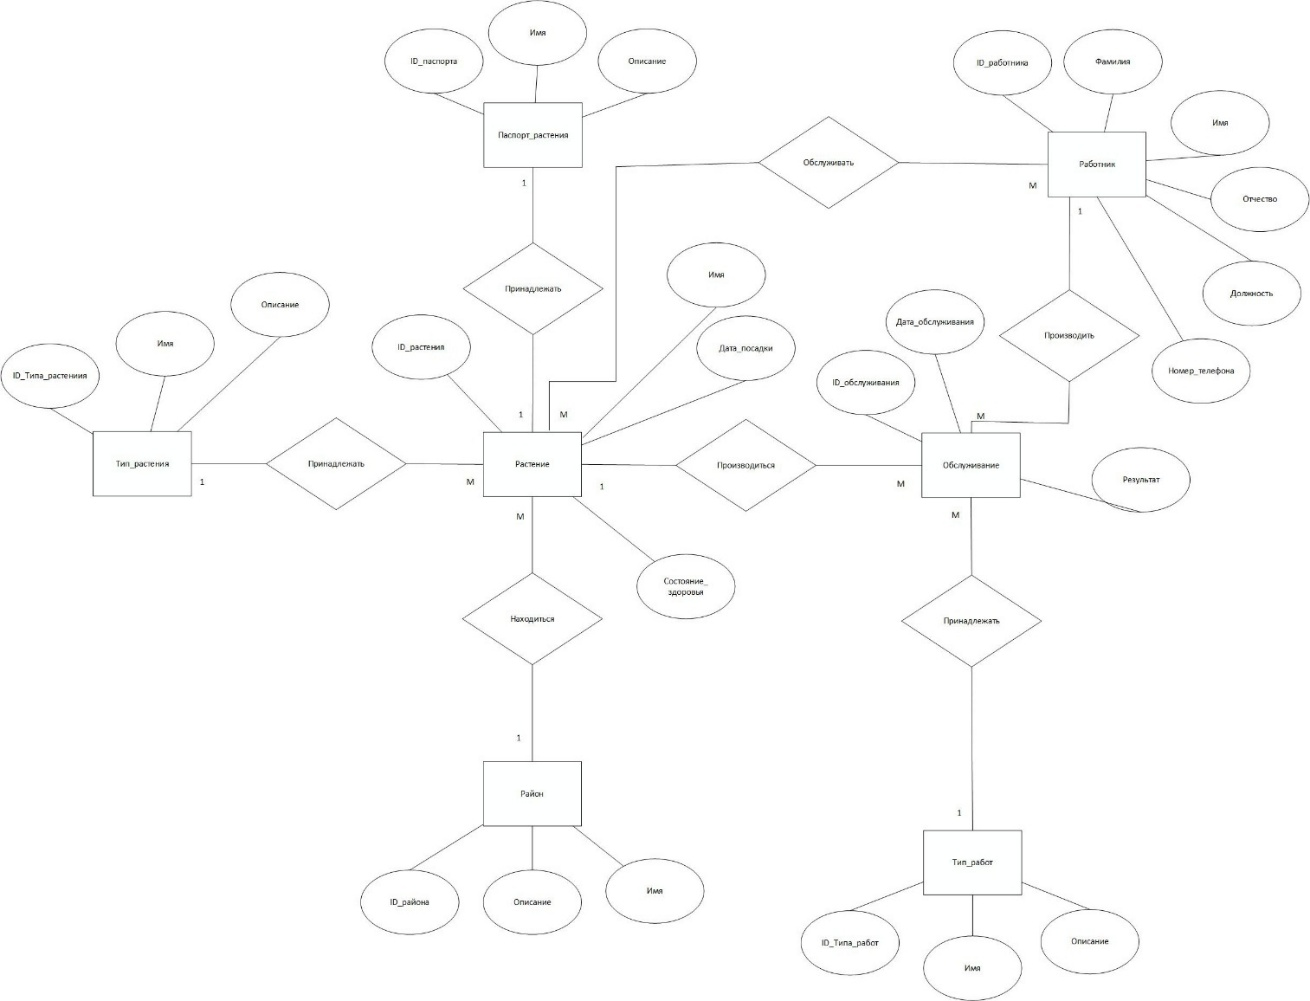 Имя
ID_паспорта
Описание
ID_работника
Фамилия
Имя
Паспорт_растения
Обслуживать
Работник
1
М
Отчество
1
Имя
Принадлежать
Должность
Описание
Дата_обслуживания
Производить
Имя
ID_растения
Дата_посадки
Номер_телефона
ID_Типа_растениия
ID_обслуживания
1
М
М
Тип_растения
Принадлежать
Растение
Производиться
Обслуживание
Результат
1
М
1
М
М
М
Состояние_
здоровья
Находиться
Принадлежать
1
Район
1
Тип_работ
ID_района
Описание
Имя
ID_Типа_работ
Имя
Описание